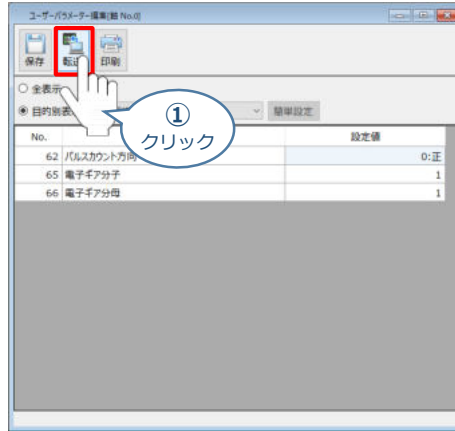 ユーザーパラメーター編集[軸 No.0]
保存 転送 印刷
全表示
目的別表
簡単設定
①
クリック
No. 設定値
62 パルスカウント方向 0:正
65 電子ギア分子 1
66 電子ギア分母 1